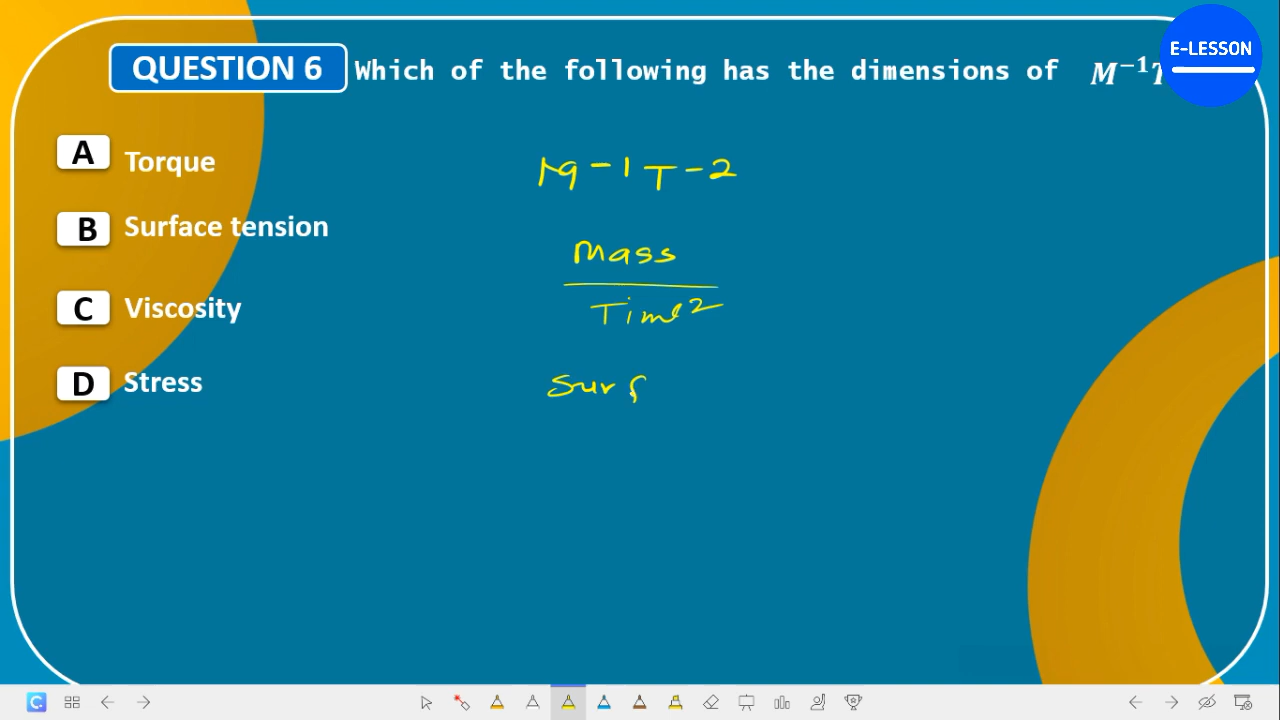 E-LESSON
QUESTION 6 Which of the following has the dimensions of M⁻¹T
A Torque
B Surface tension
C Viscosity
D Stress
M-1T-2
Mass
Time²
Surf